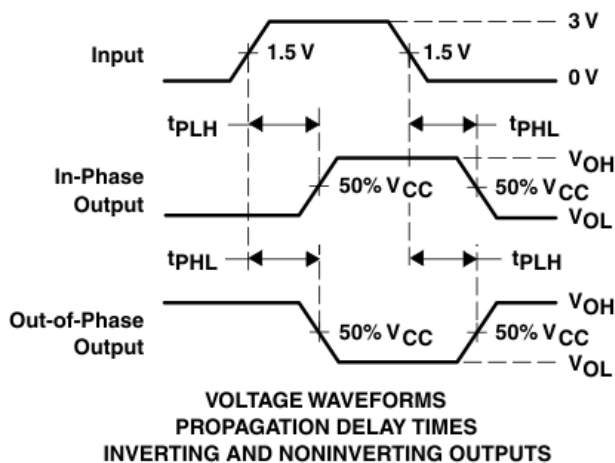 3 V
Input
1.5 V
1.5 V
0 V
tPLH
tPHL
VOH
In-Phase
Output
50% VCC
50% VCC
VOL
tPHL
tPLH
VOH
Out-of-Phase
Output
50% VCC
50% VCC
VOL
VOLTAGE WAVEFORMS
PROPAGATION DELAY TIMES
INVERTING AND NONINVERTING OUTPUTS